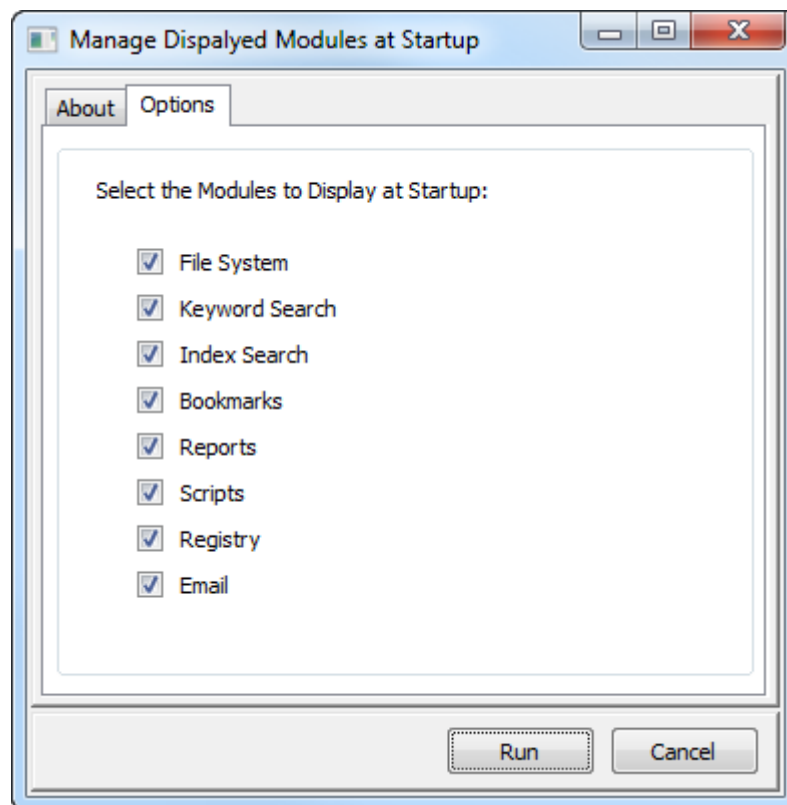 Manage Dispalyed Modules at Startup
About Options
Select the Modules to Display at Startup:
File System
Keyword Search
Index Search
Bookmarks
Reports
Scripts
Registry
Email
Run Cancel